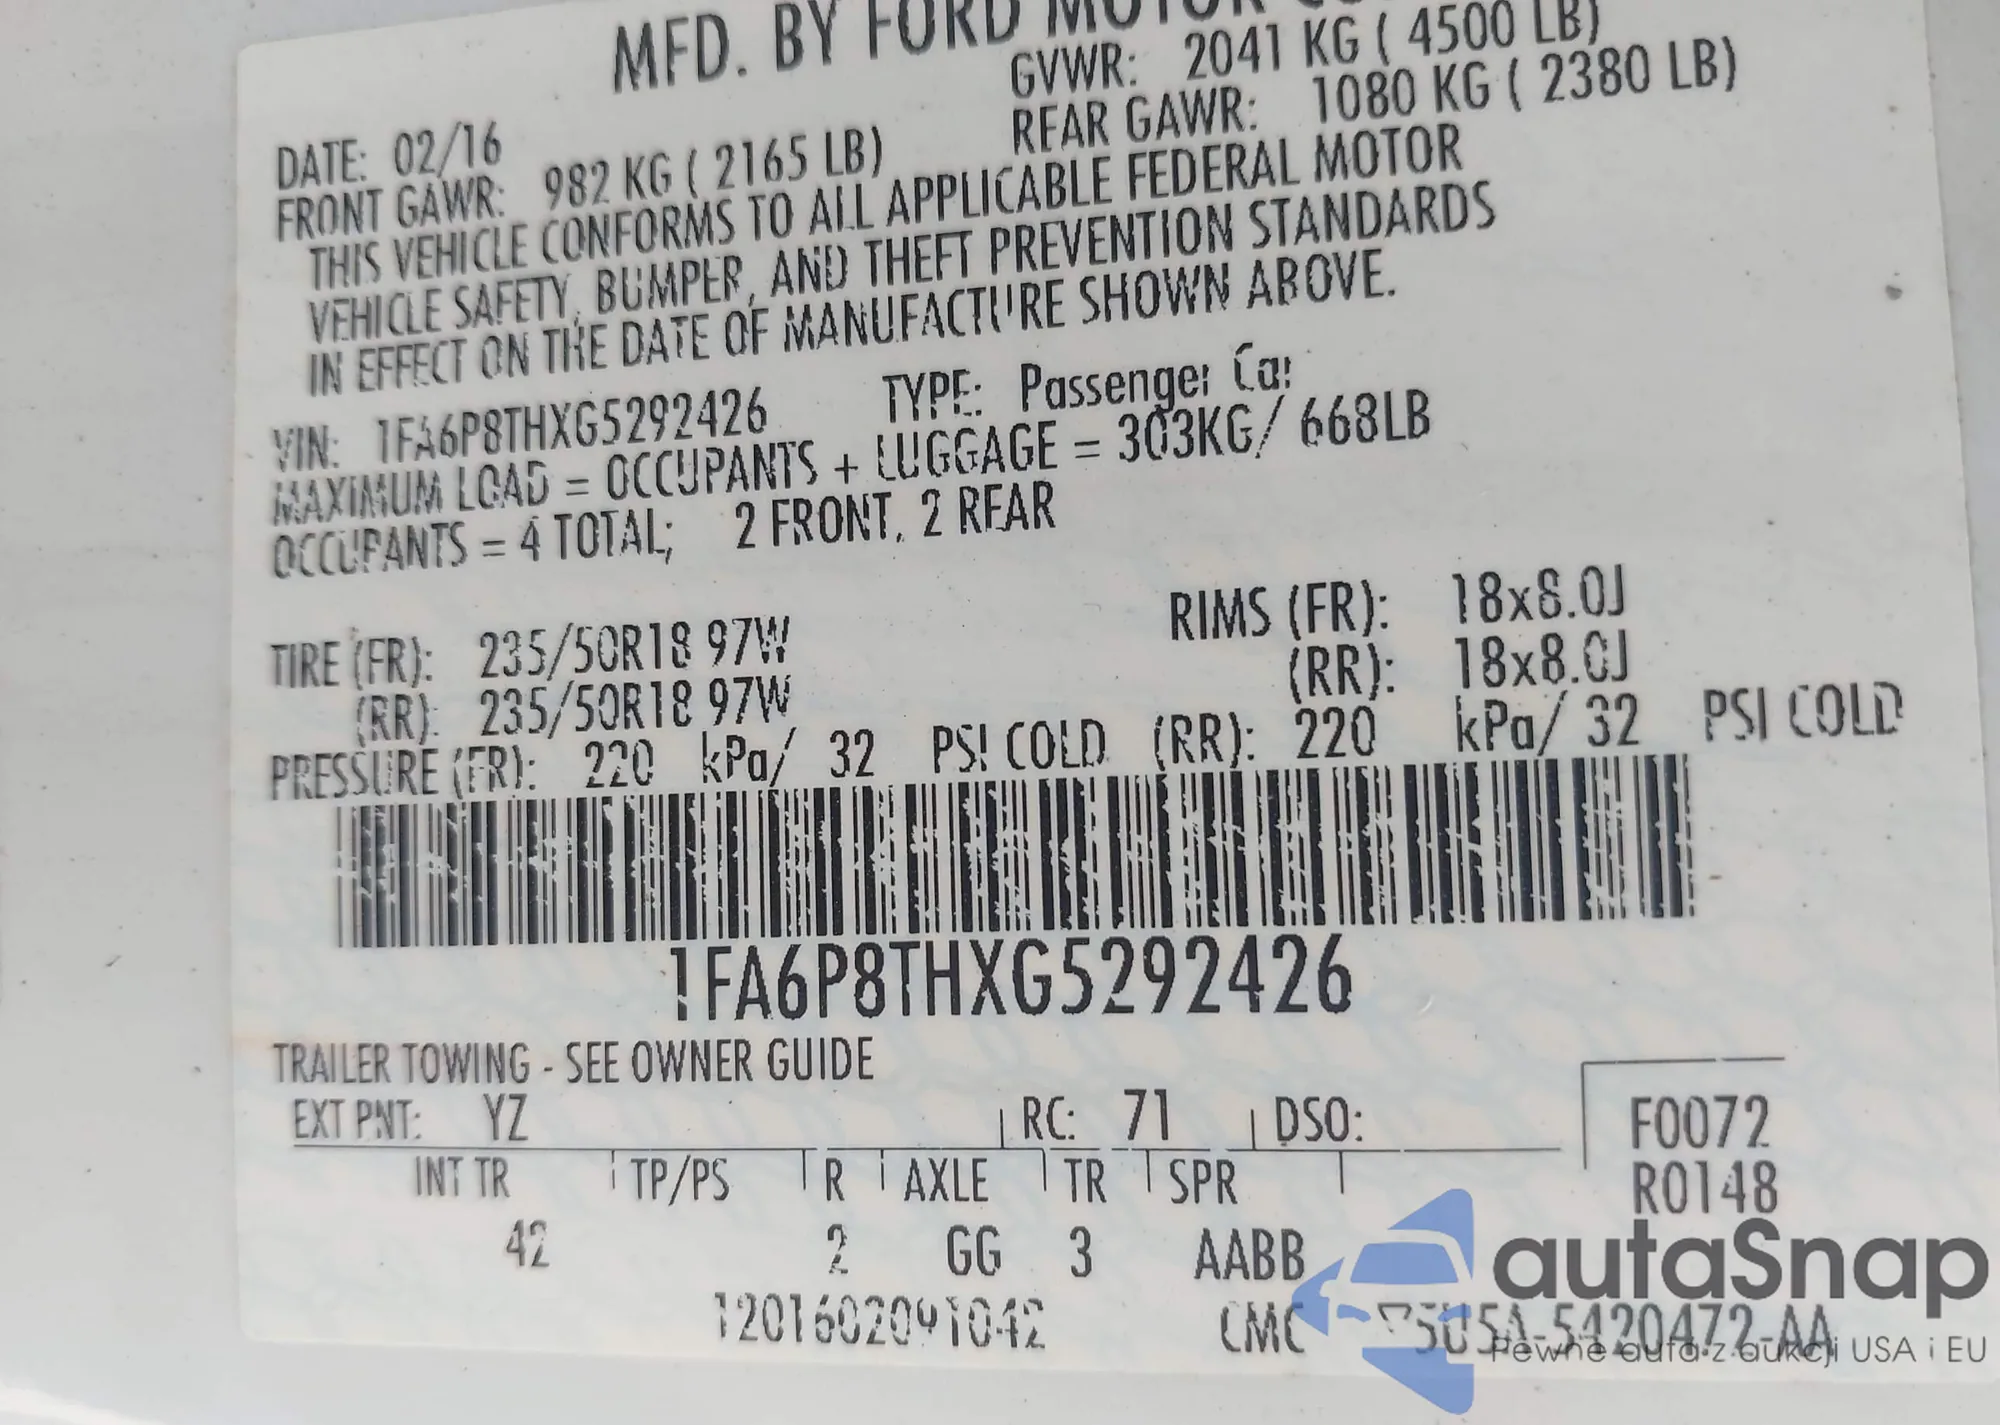 MFD. BY FORD MOTOR
GVWR: 2041 KG ( 4500 LB)
DATE: 02/16
REAR GAWR: 1080 KG ( 2380 LB)
FRONT GAWR: 982 KG ( 2165 LB)
THIS VEHICLE CONFORMS TO ALL APPLICABLE FEDERAL MOTOR
VEHICLE SAFETY, BUMPER, AND THEFT PREVENTION STANDARDS
IN EFFECT ON THE DATE OF MANUFACTURE SHOWN ABOVE.
VIN: 1FA6P8THXG5292426 TYPE: Passenger Car
MAXIMUM LOAD = OCCUPANTS + LUGGAGE = 303KG/ 668LB
OCCUPANTS = 4 TOTAL; 2 FRONT, 2 REAR
TIRE (FR): 235/50R18 97W RIMS (FR): 18x8.0J
(RR): 235/50R18 97W (RR): 18x8.0J
PRESSURE (FR): 220 kPa/ 32 PSI COLD (RR): 220 kPa/ 32 PSI COLD
1FA6P8THXG5292426
TRAILER TOWING - SEE OWNER GUIDE
EXT PNT: YZ RC: 71 DSO: F0072
INT TR TP/PS R AXLE TR SPR R0148
42 2 GG 3 AABB
1201602091042 CMC 5420472-AA
autaSnap
Pewne auta z aukcji USA i EU